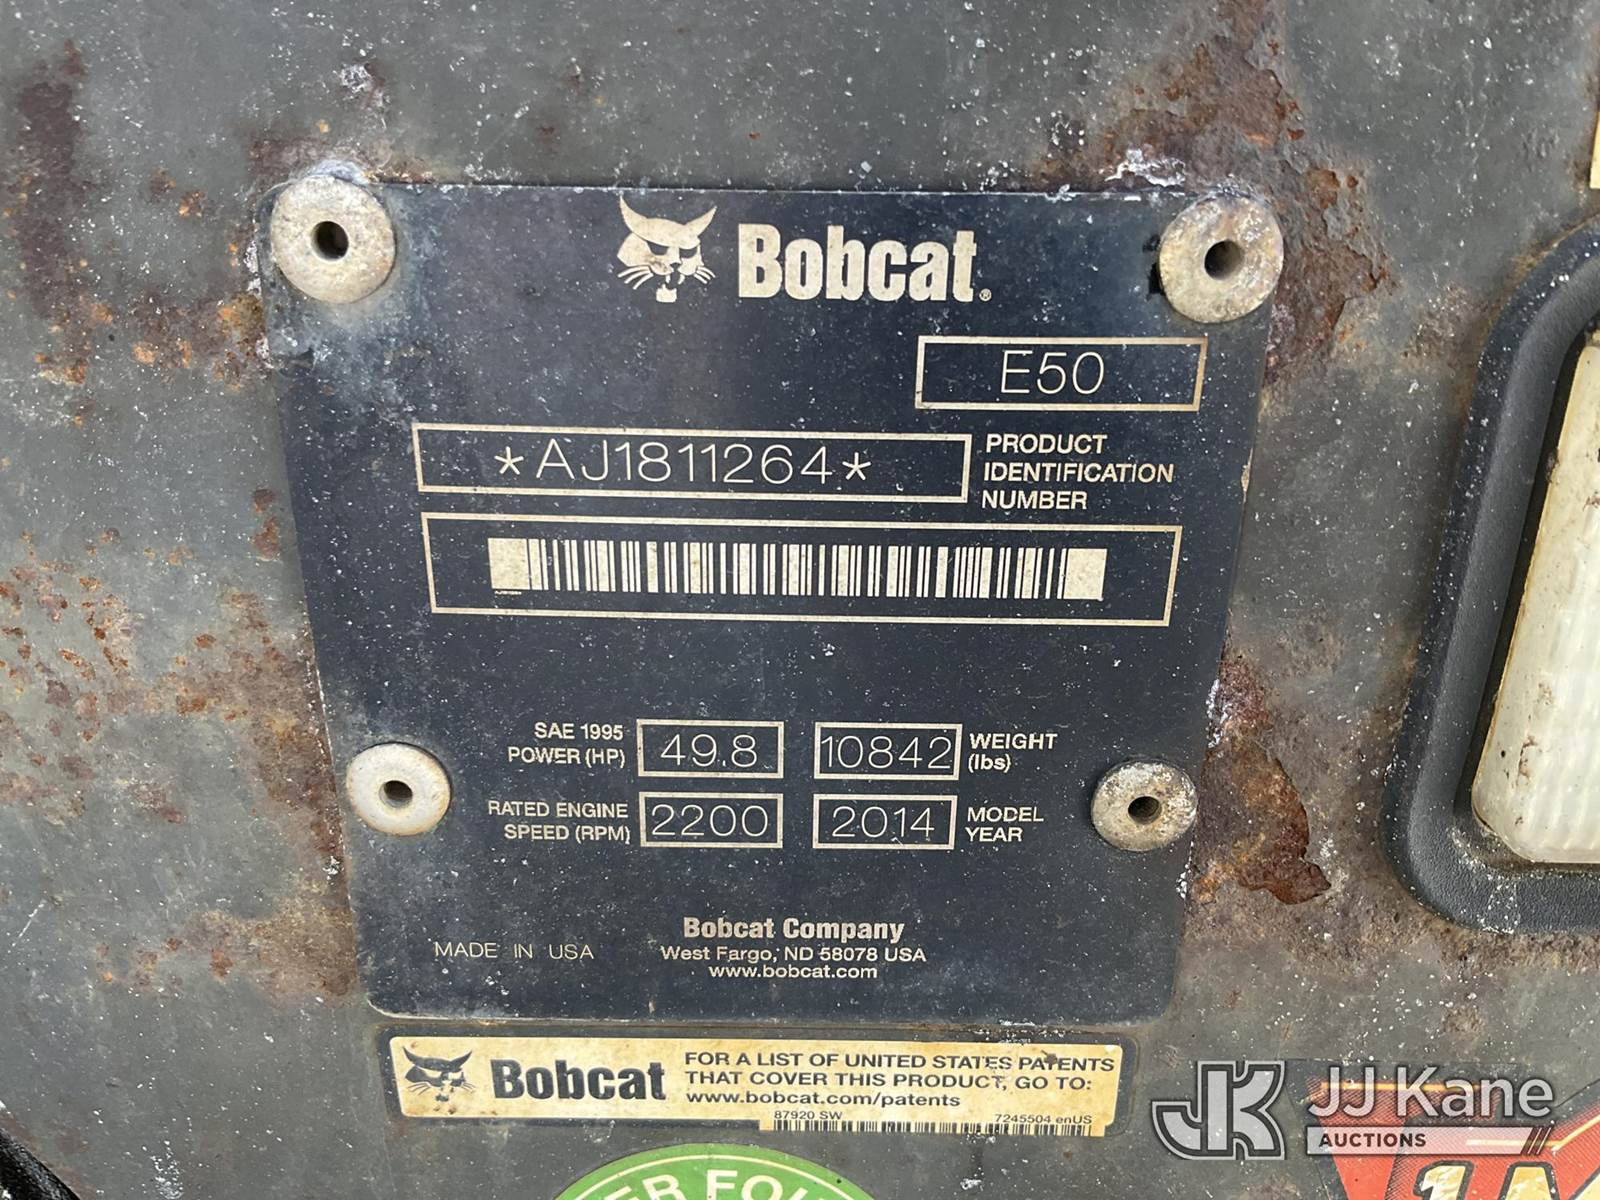 Bobcat®
E50
*AJ1811264*
PRODUCT
IDENTIFICATION
NUMBER
SAE 1995
POWER (HP)
49.8
10842
WEIGHT
(lbs)
RATED ENGINE
SPEED (RPM)
2200
2014
MODEL
YEAR
MADE IN USA
Bobcat Company
West Fargo, ND 58078 USA
www.bobcat.com
Bobcat
FOR A LIST OF UNITED STATES PATENTS
THAT COVER THIS PRODUCT, GO TO:
www.bobcat.com/patents
87920 SW
7245504 enUS
JJ Kane
AUCTIONS